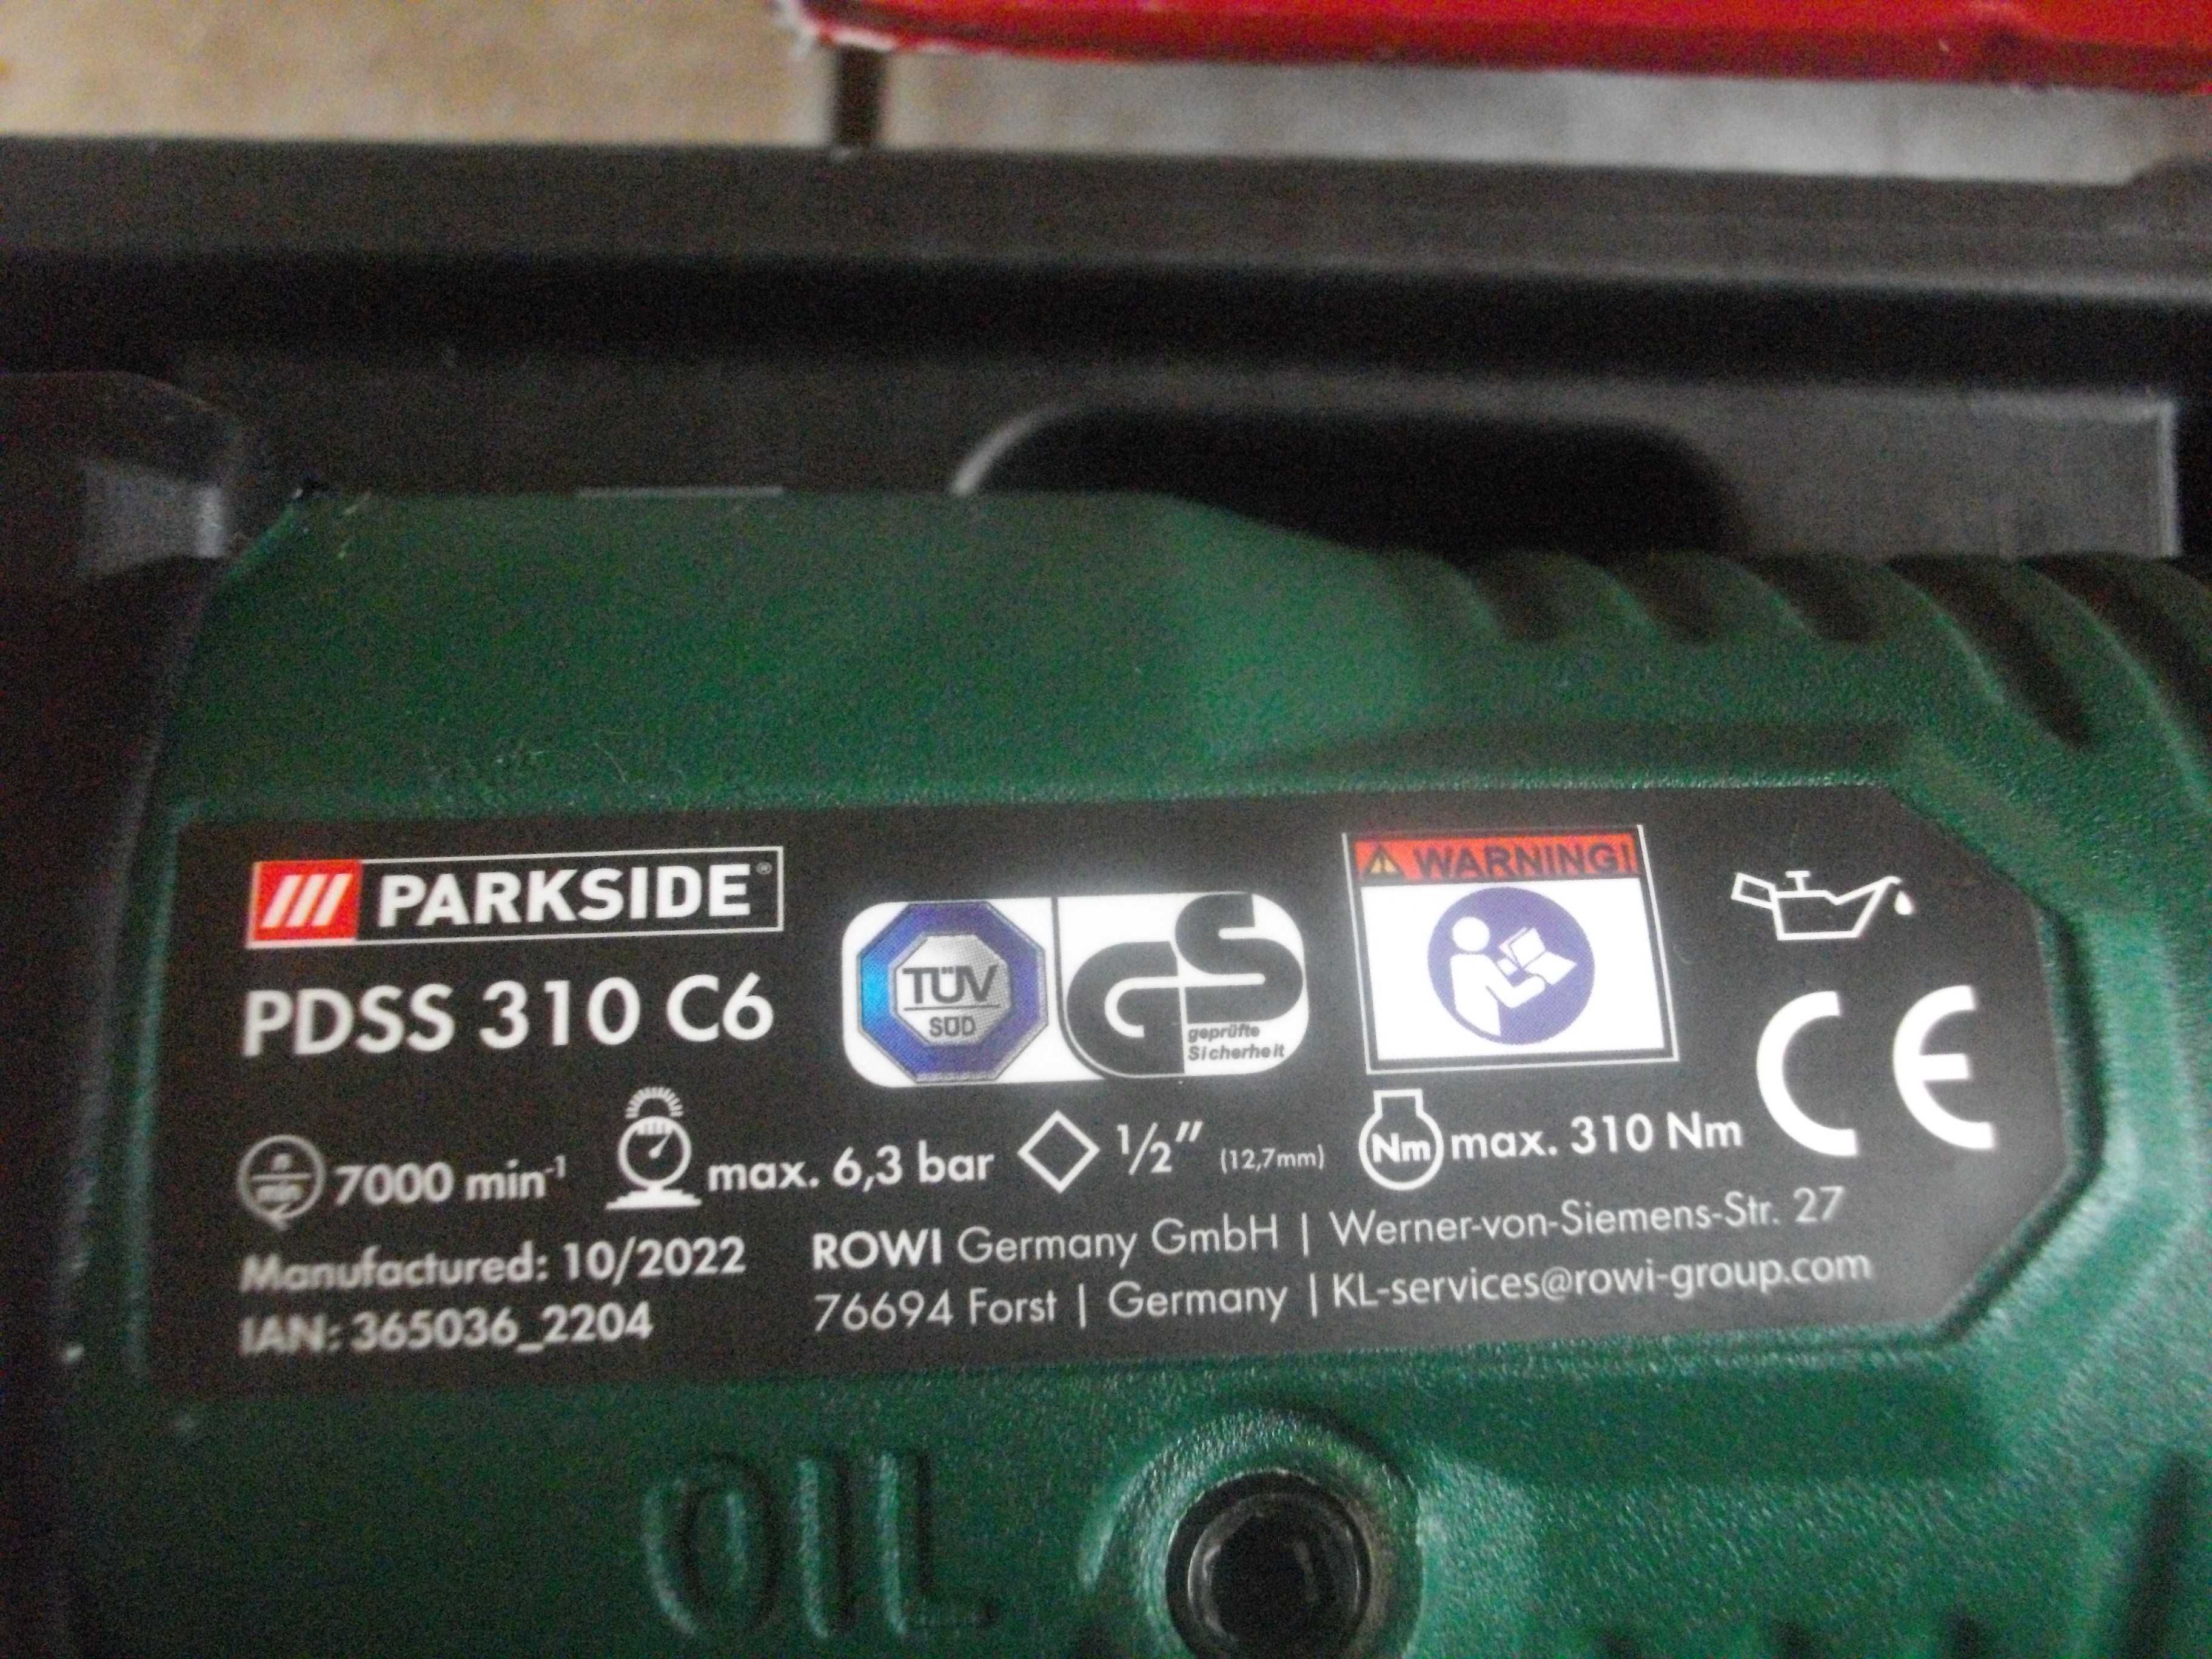 PARKSIDE®
PDSS 310 C6
TÜV
SÜD
GS
geprüfte
Sicherheit
WARNING!
CE
n
min
7000 min⁻¹
max. 6,3 bar
1/2” (12,7mm)
Nm max. 310 Nm
Manufactured: 10/2022
IAN: 365036_2204
ROWI Germany GmbH | Werner-von-Siemens-Str. 27
76694 Forst | Germany | KL-services@rowi-group.com
OIL